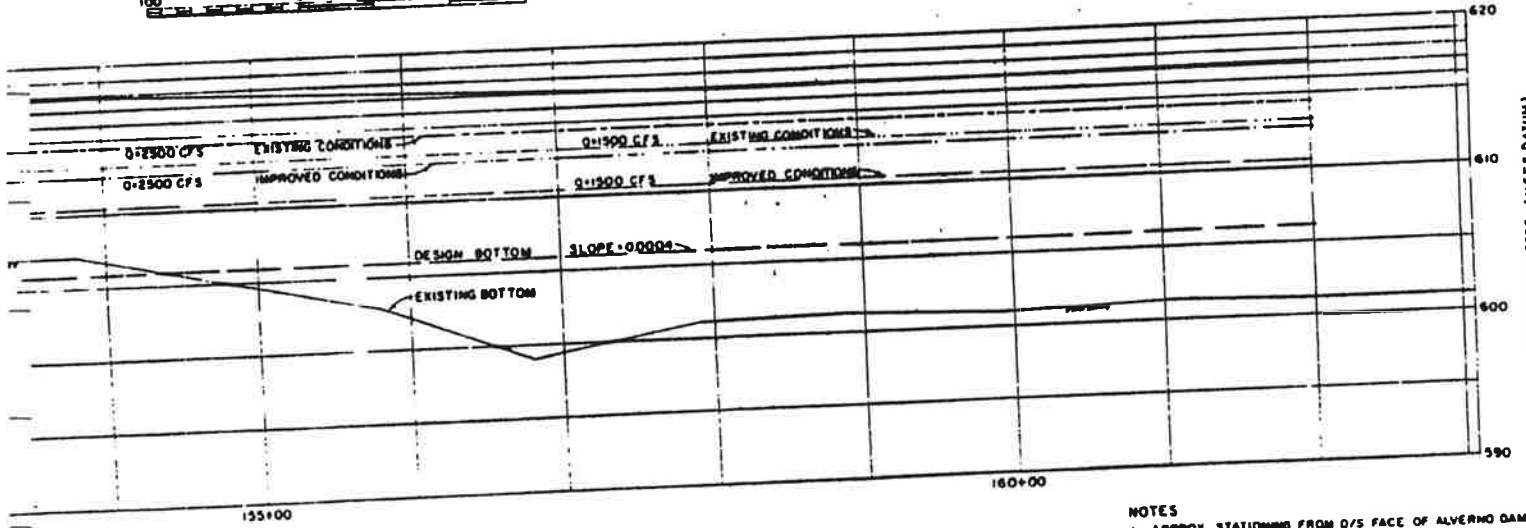 100
620
Q=2500 CFS EXISTING CONDITIONS
Q=1500 CFS EXISTING CONDITIONS
610
Q=2500 CFS IMPROVED CONDITIONS
Q=1500 CFS IMPROVED CONDITIONS
DESIGN BOTTOM SLOPE=0.0004
EXISTING BOTTOM
600
590
155+00
160+00
NOTES
APPROX. STATIONING FROM D/S FACE OF ALVERNO DAM